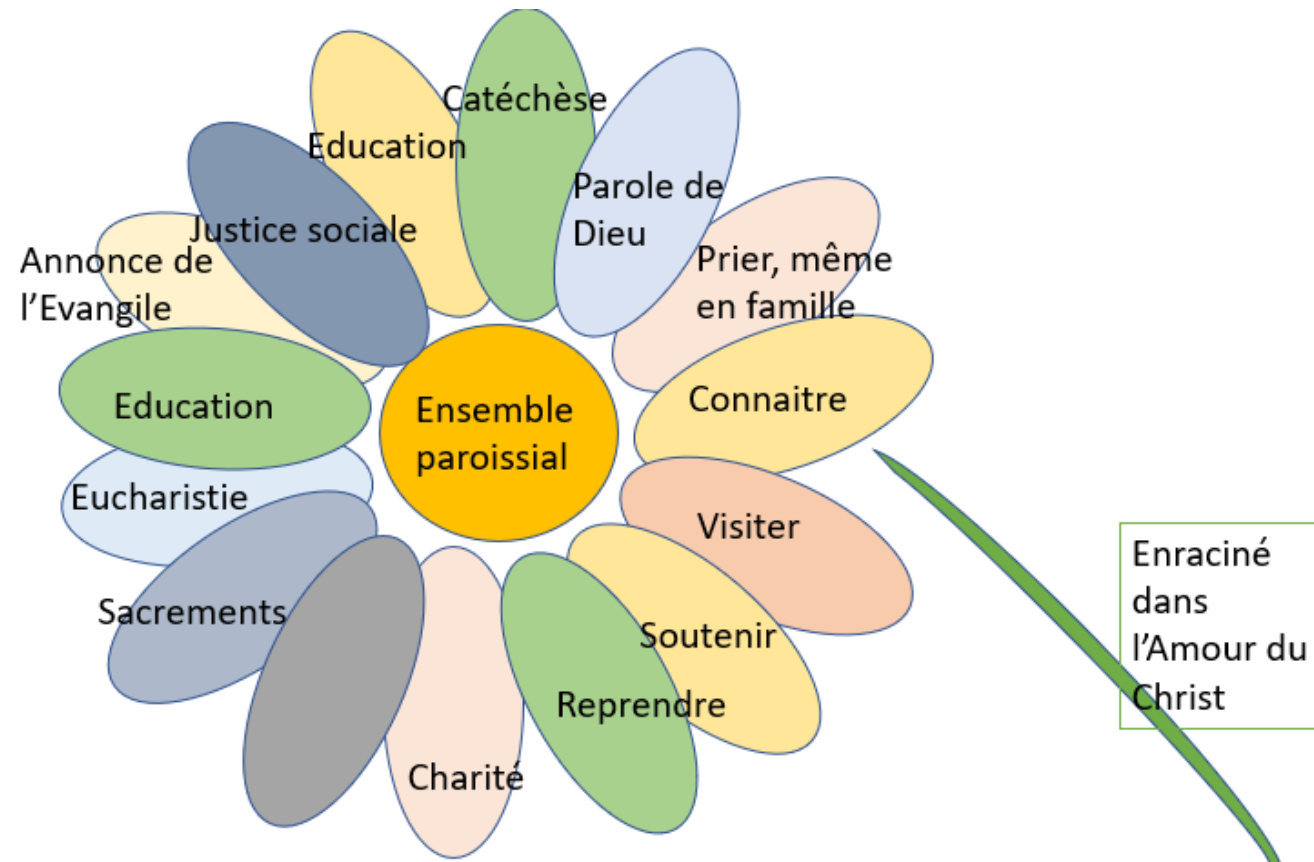 Catéchèse
Education
Parole de
Dieu
Justice sociale
Prier, même
en famille
Annonce de
l’Evangile
Connaitre
Education
Ensemble
paroissial
Eucharistie
Visiter
Sacrements
Soutenir
Reprendre
Charité
Enraciné
dans
l’Amour du
Christ